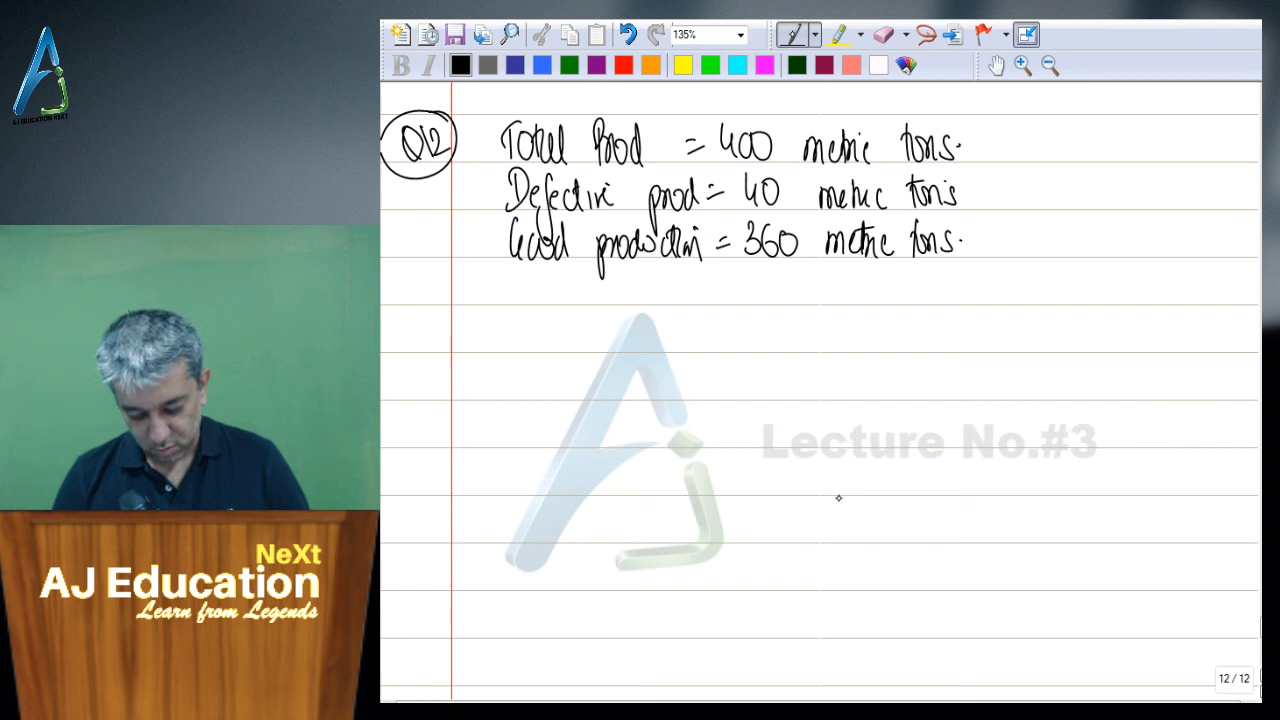 AJ EDUCATION NEXT
135%
B I
Q12
Total Prod = 400 metric tons.
Defective prod = 40 metric tons
Good production = 360 metric tons.
Lecture No.#3
NeXt
AJ Education
Learn from Legends
12 / 12